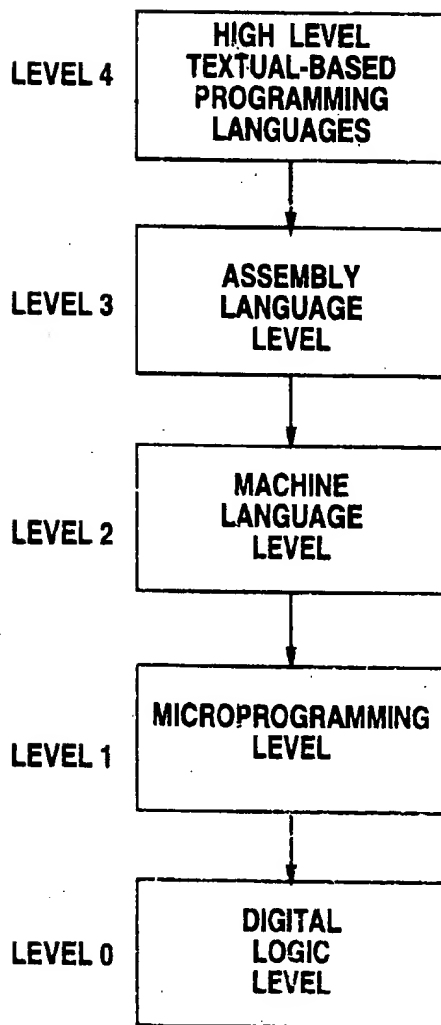 LEVEL 4
HIGH LEVEL
TEXTUAL-BASED
PROGRAMMING
LANGUAGES
LEVEL 3
ASSEMBLY
LANGUAGE
LEVEL
LEVEL 2
MACHINE
LANGUAGE
LEVEL
LEVEL 1
MICROPROGRAMMING
LEVEL
LEVEL 0
DIGITAL
LOGIC
LEVEL